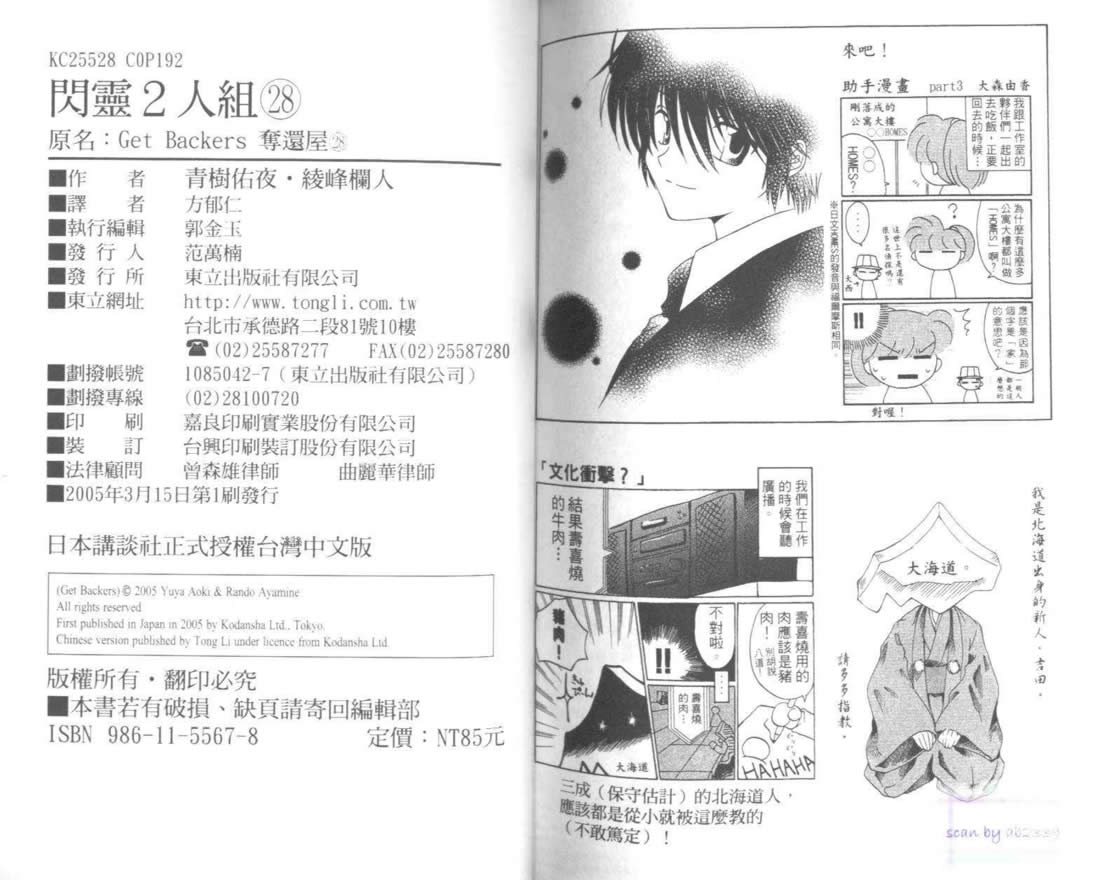 KC25528 C0P192
閃靈2人組㉘
原名：Get Backers 奪還屋㉘
■作　者　青樹佑夜・綾峰欄人
■譯　者　方郁仁
■執行編輯　郭金玉
■發 行 人　范萬楠
■發 行 所　東立出版社有限公司
■東立網址　http://www.tongli.com.tw
台北市承德路二段81號10樓
☎(02)25587277　FAX(02)25587280
■劃撥帳號　1085042-7（東立出版社有限公司）
■劃撥專線　(02)28100720
■印　刷　嘉良印刷實業股份有限公司
■裝　訂　台興印刷裝訂股份有限公司
■法律顧問　曾森雄律師　曲麗華律師
■2005年3月15日第1刷發行
日本講談社正式授權台灣中文版
(Get Backers) © 2005 Yuya Aoki & Rando Ayamine
All rights reserved
First published in Japan in 2005 by Kodansha Ltd., Tokyo.
Chinese version published by Tong Li under licence from Kodansha Ltd.
版權所有・翻印必究
■本書若有破損、缺頁請寄回編輯部
ISBN 986-11-5567-8　定價：NT85元
來吧！
助手漫畫　part3　大森由香
我跟工作室的
夥伴們一起出
去吃飯，正要
回去的時候…
剛落成的
公寓大樓
○○HOMES
○○
HOMES?
為什麼有這麼多
公寓大樓都叫做
「HOMES」啊？
?
這世上不是還有
很多名偵探嗎？
……
大西
應該是因為那
個字是「家」
的意思吧？
一般人
都是這
麼想的
!!
對喔！
※日文HOMES的發音與福爾摩斯相同。
「文化衝擊？」
我們在工作
的時候會聽
廣播。
結果壽喜燒
的牛肉…
壽喜燒用的
肉應該是豬
肉！
別胡說
八道！
HAHAHA
不對啦。
……
壽喜燒
的肉…
!!
豬肉！
大海道
三成（保守估計）的北海道人，
應該都是從小就被這麼教的
（不敢篤定）！
我是北海道出身的新人，吉田。
大海道。
請多多指教。
scan by ab2339